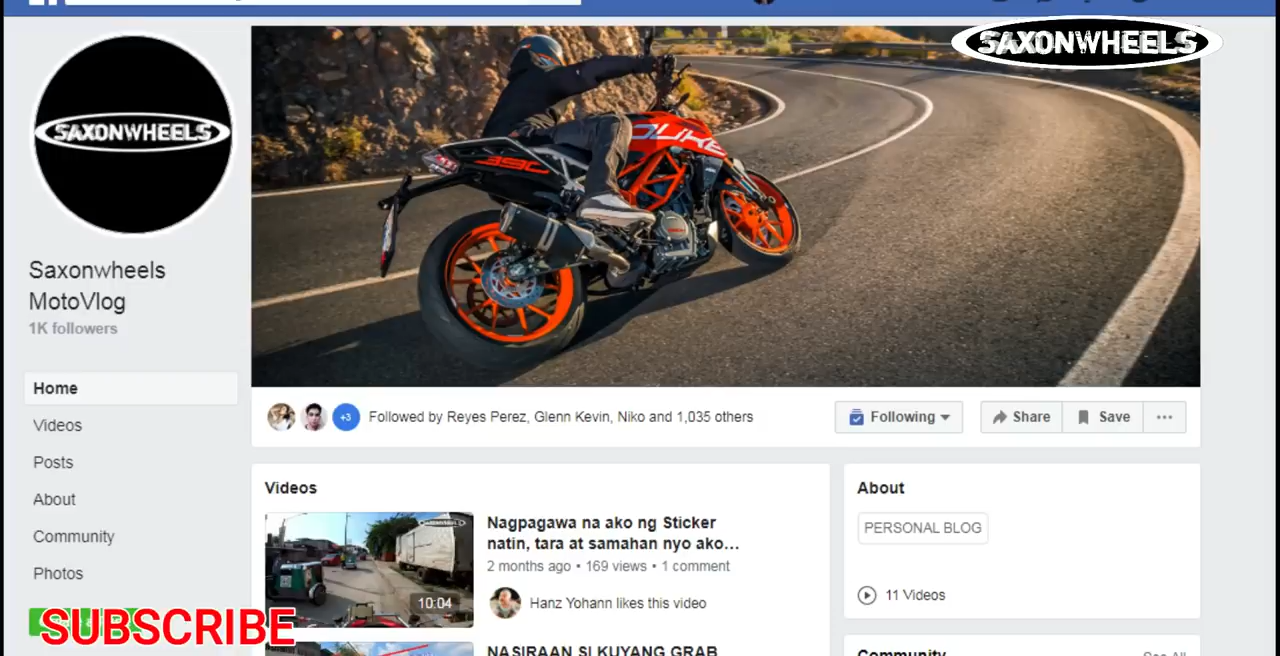 SAXONWHEELS
SAXONWHEELS
DUKE
390
Saxonwheels
MotoVlog
1K followers
Home
Videos
Posts
About
Community
Photos
+3
Followed by Reyes Perez, Glenn Kevin, Niko and 1,035 others
Following
Share
Save
Videos
Nagpagawa na ako ng Sticker
natin, tara at samahan nyo ako...
2 months ago • 169 views • 1 comment
10:04
Hanz Yohann likes this video
NASIRAAN SI KUYANG GRAB
About
PERSONAL BLOG
11 Videos
Community
See All
SUBSCRIBE